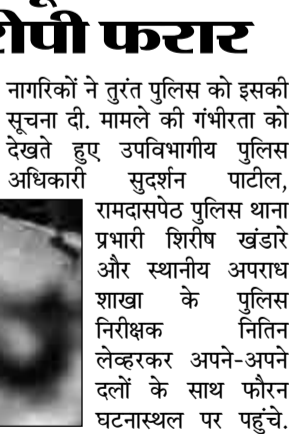 रोपी फरार
नागरिकों ने तुरंत पुलिस को इसकी
सूचना दी. मामले की गंभीरता को
देखते हुए उपविभागीय पुलिस
अधिकारी सुदर्शन पाटील,
रामदासपेठ पुलिस थाना
प्रभारी शिरीष खंडारे
और स्थानीय अपराध
शाखा के पुलिस
निरीक्षक नितिन
लेव्हरकर अपने-अपने
दलों के साथ फौरन
घटनास्थल पर पहुंचे.